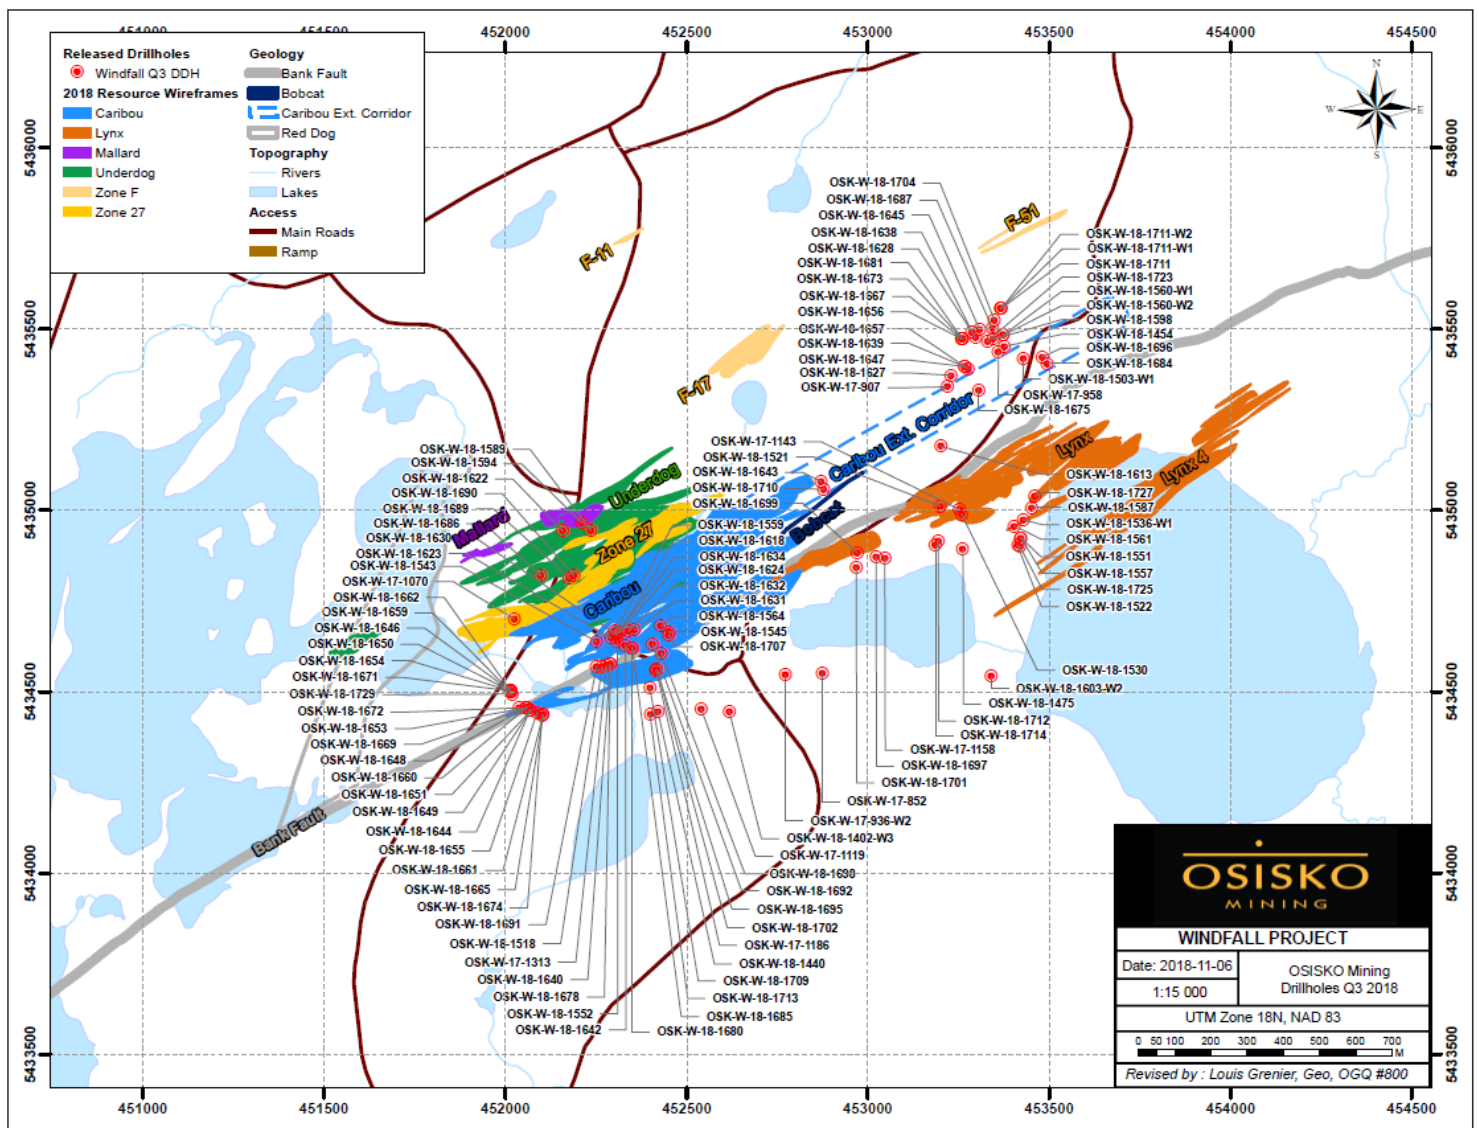 451000 451500 452000 452500 453000 453500 454000 454500
Released Drillholes
Windfall Q3 DDH
2018 Resource Wireframes
Caribou
Lynx
Mallard
Underdog
Zone F
Zone 27
Geology
Bank Fault
Bobcat
Caribou Ext. Corridor
Red Dog
Topography
Rivers
Lakes
Access
Main Roads
Ramp
N
W
E
S
5436000
5435500
5435000
5434500
5434000
5433500
5436000
5435500
5435000
5434500
5434000
5433500
OSK-W-18-1704
OSK-W-18-1687
OSK-W-18-1645
OSK-W-18-1638
OSK-W-18-1628
OSK-W-18-1681
OSK-W-18-1673
OSK-W-18-1667
OSK-W-18-1656
OSK-W-18-1657
OSK-W-18-1639
OSK-W-18-1647
OSK-W-18-1627
OSK-W-17-907
F-51
F-11
F-17
OSK-W-18-1711-W2
OSK-W-18-1711-W1
OSK-W-18-1711
OSK-W-18-1723
OSK-W-18-1560-W1
OSK-W-18-1560-W2
OSK-W-18-1598
OSK-W-18-1454
OSK-W-18-1696
OSK-W-18-1684
OSK-W-18-1503-W1
OSK-W-17-958
OSK-W-18-1675
Caribou Ext. Corridor
OSK-W-17-1143
OSK-W-18-1521
OSK-W-18-1643
OSK-W-18-1710
OSK-W-18-1699
Lynx
Lynx 4
OSK-W-18-1613
OSK-W-18-1727
OSK-W-18-1587
OSK-W-18-1536-W1
OSK-W-18-1561
OSK-W-18-1551
OSK-W-18-1557
OSK-W-18-1725
OSK-W-18-1522
OSK-W-18-1589
OSK-W-18-1594
OSK-W-18-1622
OSK-W-18-1690
OSK-W-18-1689
OSK-W-18-1686
OSK-W-18-1630
OSK-W-18-1623
OSK-W-18-1543
OSK-W-17-1070
OSK-W-18-1662
OSK-W-18-1659
OSK-W-18-1646
OSK-W-18-1650
OSK-W-18-1654
OSK-W-18-1671
OSK-W-18-1729
OSK-W-18-1672
OSK-W-18-1653
OSK-W-18-1669
OSK-W-18-1648
OSK-W-18-1660
OSK-W-18-1651
OSK-W-18-1649
OSK-W-18-1644
OSK-W-18-1655
OSK-W-18-1661
OSK-W-18-1665
OSK-W-18-1674
OSK-W-18-1691
OSK-W-18-1518
OSK-W-17-1313
OSK-W-18-1640
OSK-W-18-1678
OSK-W-18-1552
OSK-W-18-1642
Mallard
Underdog
Zone 27
Caribou
Bobcat
Bank Fault
OSK-W-18-1559
OSK-W-18-1618
OSK-W-18-1634
OSK-W-18-1624
OSK-W-18-1632
OSK-W-18-1631
OSK-W-18-1564
OSK-W-18-1545
OSK-W-18-1707
OSK-W-18-1530
OSK-W-18-1603-W2
OSK-W-18-1475
OSK-W-18-1712
OSK-W-18-1714
OSK-W-17-1158
OSK-W-18-1697
OSK-W-18-1701
OSK-W-17-852
OSK-W-17-936-W2
OSK-W-18-1402-W3
OSK-W-17-1119
OSK-W-18-1698
OSK-W-18-1692
OSK-W-18-1695
OSK-W-18-1702
OSK-W-17-1186
OSK-W-18-1440
OSK-W-18-1709
OSK-W-18-1713
OSK-W-18-1685
OSK-W-18-1680
OSISKO
MINING
WINDFALL PROJECT
Date: 2018-11-06
1:15 000
OSISKO Mining
Drillholes Q3 2018
UTM Zone 18N, NAD 83
0 50 100 200 300 400 500 600 700
M
Revised by : Louis Grenier, Geo, OGQ #800
451000 451500 452000 452500 453000 453500 454000 454500